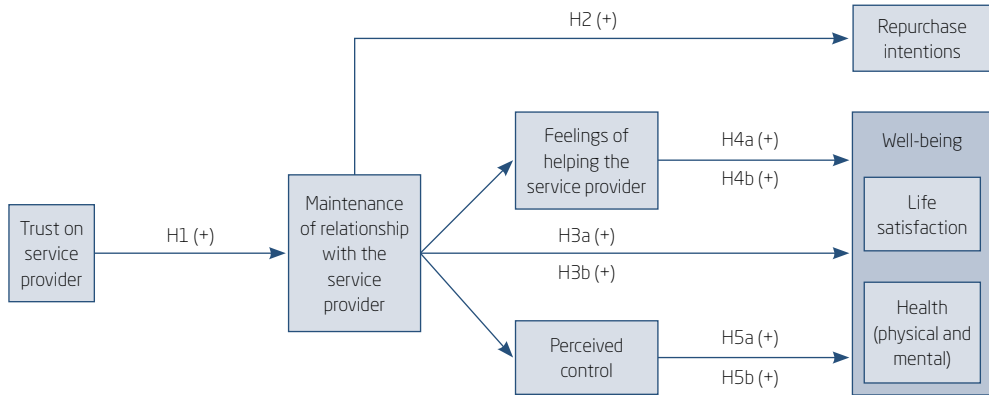 H2 (+)
Repurchase
intentions
Feelings of
helping the
service provider
H4a (+)
H4b (+)
Well-being
Life
satisfaction
Trust on
service
provider
H1 (+)
Maintenance
of relationship
with the
service
provider
H3a (+)
H3b (+)
Health
(physical and
mental)
Perceived
control
H5a (+)
H5b (+)